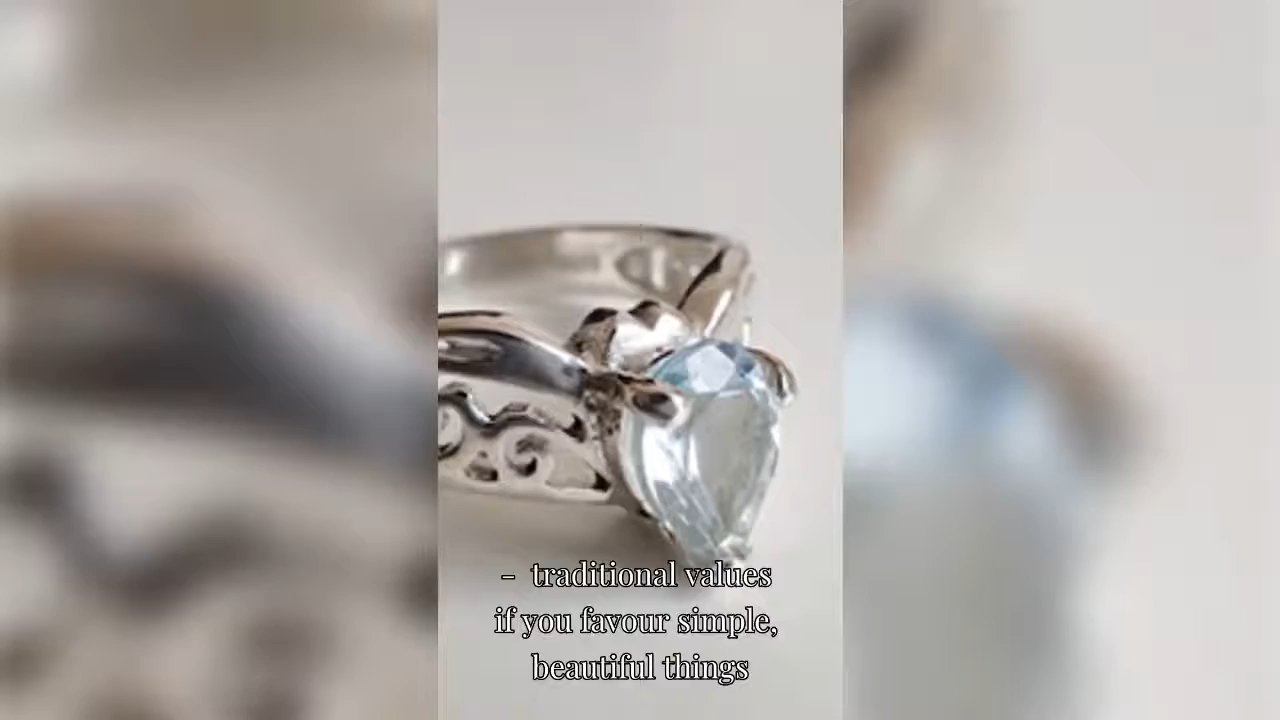 - traditional values
if you favour simple,
beautiful things